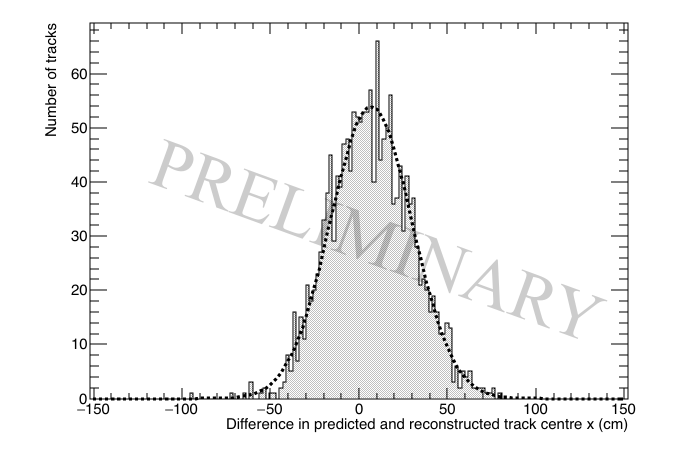 Number of tracks
60
50
40
30
20
10
0
−150 −100 −50 0 50 100 150
Difference in predicted and reconstructed track centre x (cm)
PRELIMINARY